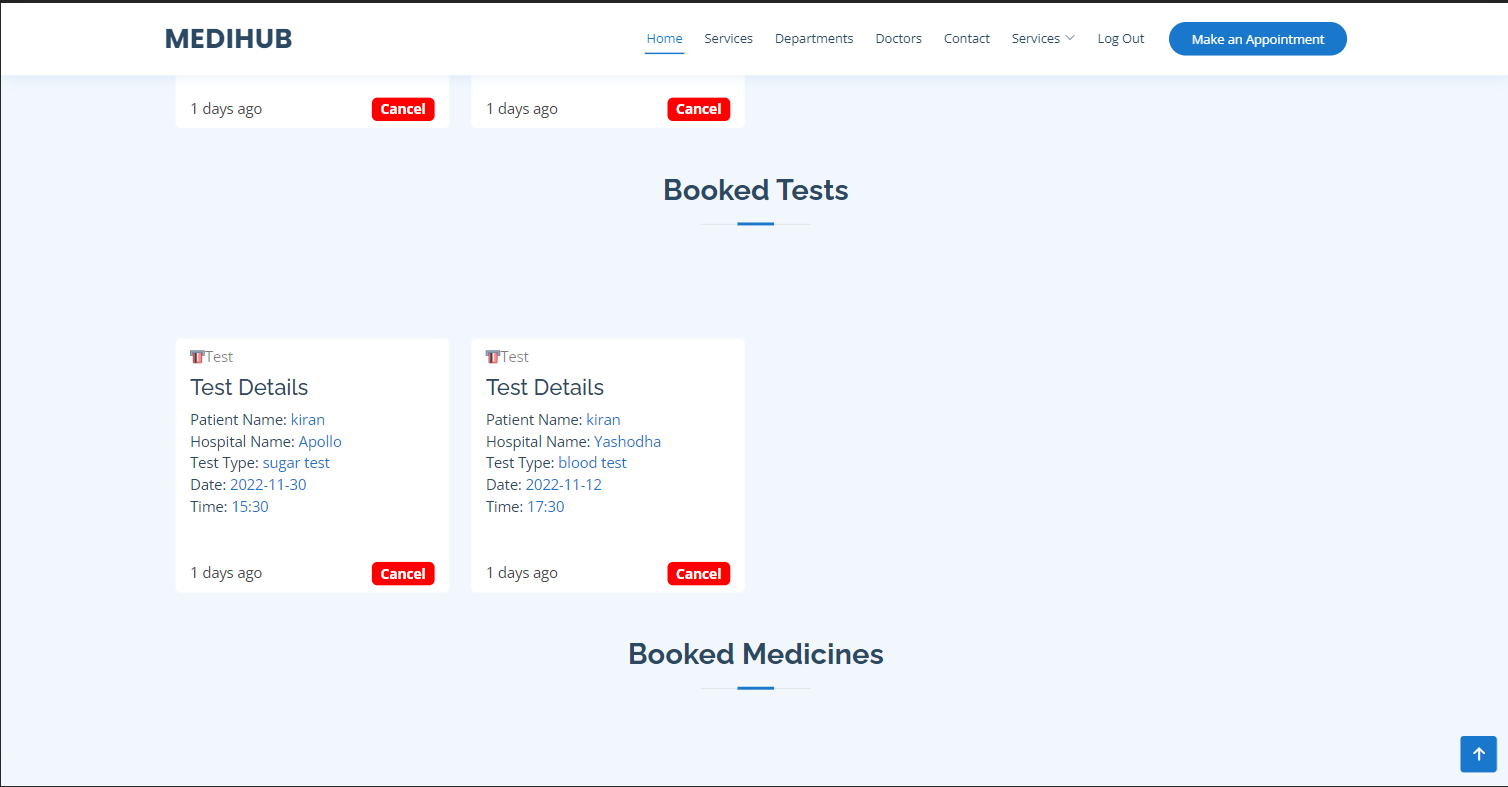 MEDIHUB
Home Services Departments Doctors Contact Services Log Out Make an Appointment
1 days ago Cancel 1 days ago Cancel
Booked Tests
Test
Test Details
Patient Name: kiran
Hospital Name: Apollo
Test Type: sugar test
Date: 2022-11-30
Time: 15:30
1 days ago Cancel
Test
Test Details
Patient Name: kiran
Hospital Name: Yashodha
Test Type: blood test
Date: 2022-11-12
Time: 17:30
1 days ago Cancel
Booked Medicines